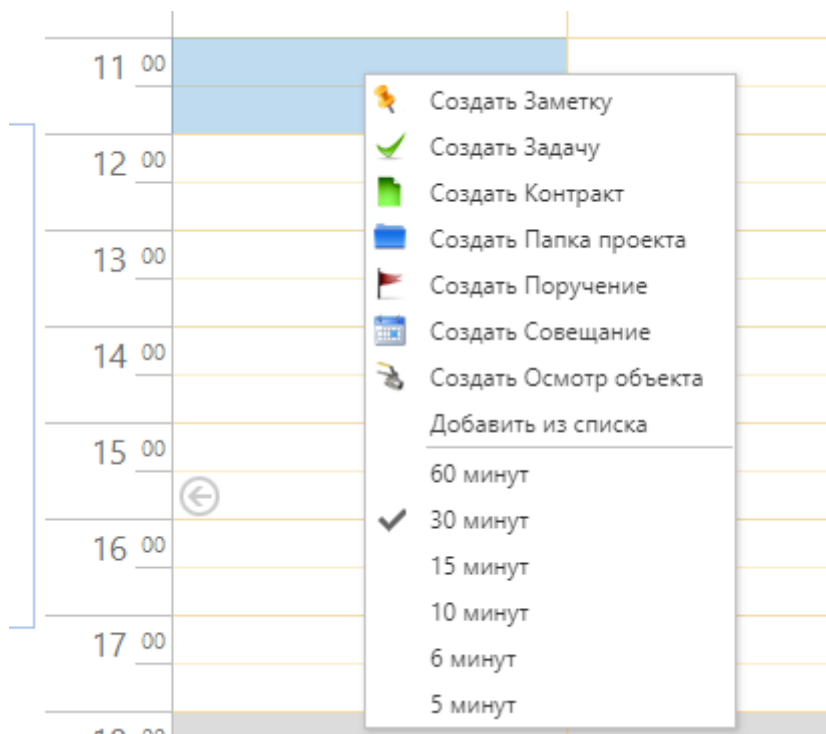 11 00
12 00
13 00
14 00
15 00
16 00
17 00
Создать Заметку
Создать Задачу
Создать Контракт
Создать Папка проекта
Создать Поручение
Создать Совещание
Создать Осмотр объекта
Добавить из списка
60 минут
30 минут
15 минут
10 минут
6 минут
5 минут